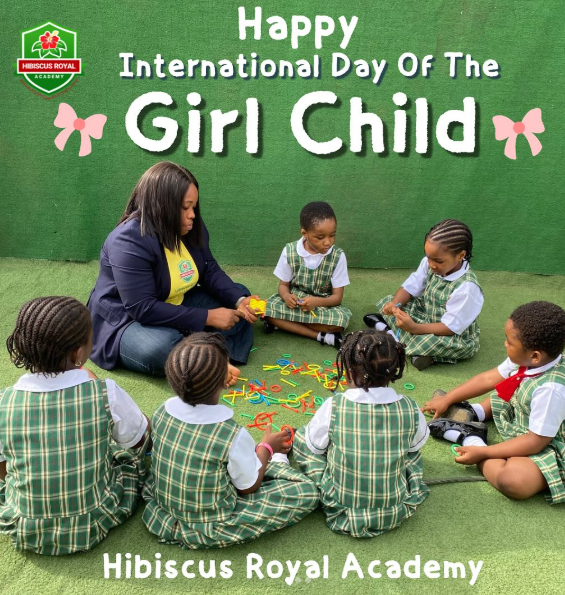 HIBISCUS ROYAL
ACADEMY
Happy
International Day Of The
Girl Child
Hibiscus Royal Academy